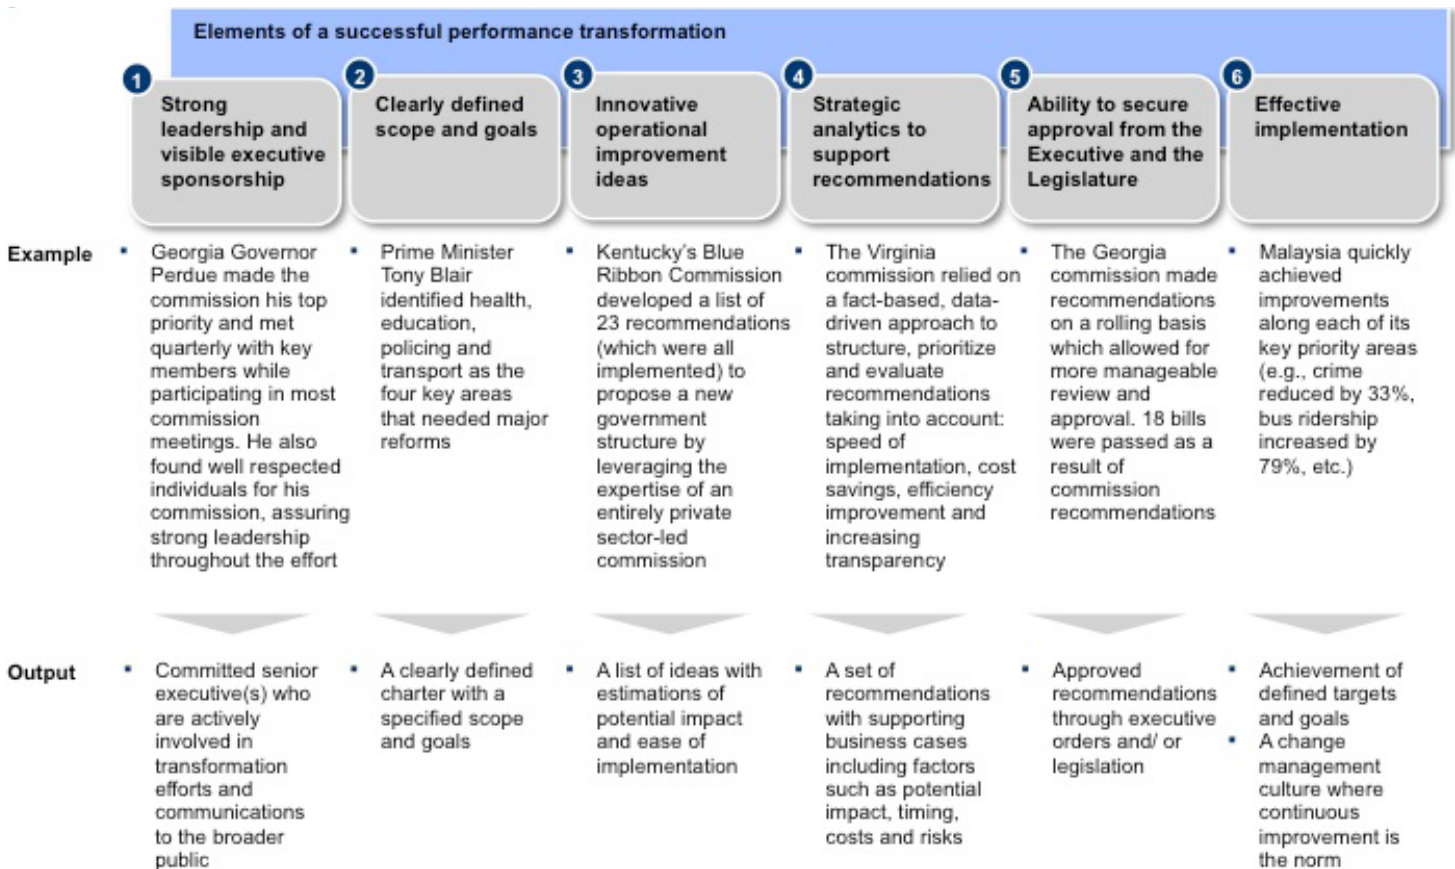 Elements of a successful performance transformation
1
Strong
leadership and
visible executive
sponsorship
2
Clearly defined
scope and goals
3
Innovative
operational
improvement
ideas
4
Strategic
analytics to
support
recommendations
5
Ability to secure
approval from the
Executive and the
Legislature
6
Effective
implementation
Example
▪ Georgia Governor
Perdue made the
commission his top
priority and met
quarterly with key
members while
participating in most
commission
meetings. He also
found well respected
individuals for his
commission, assuring
strong leadership
throughout the effort
▪ Prime Minister
Tony Blair
identified health,
education,
policing and
transport as the
four key areas
that needed major
reforms
▪ Kentucky's Blue
Ribbon Commission
developed a list of
23 recommendations
(which were all
implemented) to
propose a new
government
structure by
leveraging the
expertise of an
entirely private
sector-led
commission
▪ The Virginia
commission relied on
a fact-based, data-
driven approach to
structure, prioritize
and evaluate
recommendations
taking into account:
speed of
implementation, cost
savings, efficiency
improvement and
increasing
transparency
▪ The Georgia
commission made
recommendations
on a rolling basis
which allowed for
more manageable
review and
approval. 18 bills
were passed as a
result of
commission
recommendations
▪ Malaysia quickly
achieved
improvements
along each of its
key priority areas
(e.g., crime
reduced by 33%,
bus ridership
increased by
79%, etc.)
Output
▪ Committed senior
executive(s) who
are actively
involved in
transformation
efforts and
communications
to the broader
public
▪ A clearly defined
charter with a
specified scope
and goals
▪ A list of ideas with
estimations of
potential impact
and ease of
implementation
▪ A set of
recommendations
with supporting
business cases
including factors
such as potential
impact, timing,
costs and risks
▪ Approved
recommendations
through executive
orders and/ or
legislation
▪ Achievement of
defined targets
and goals
▪ A change
management
culture where
continuous
improvement is
the norm